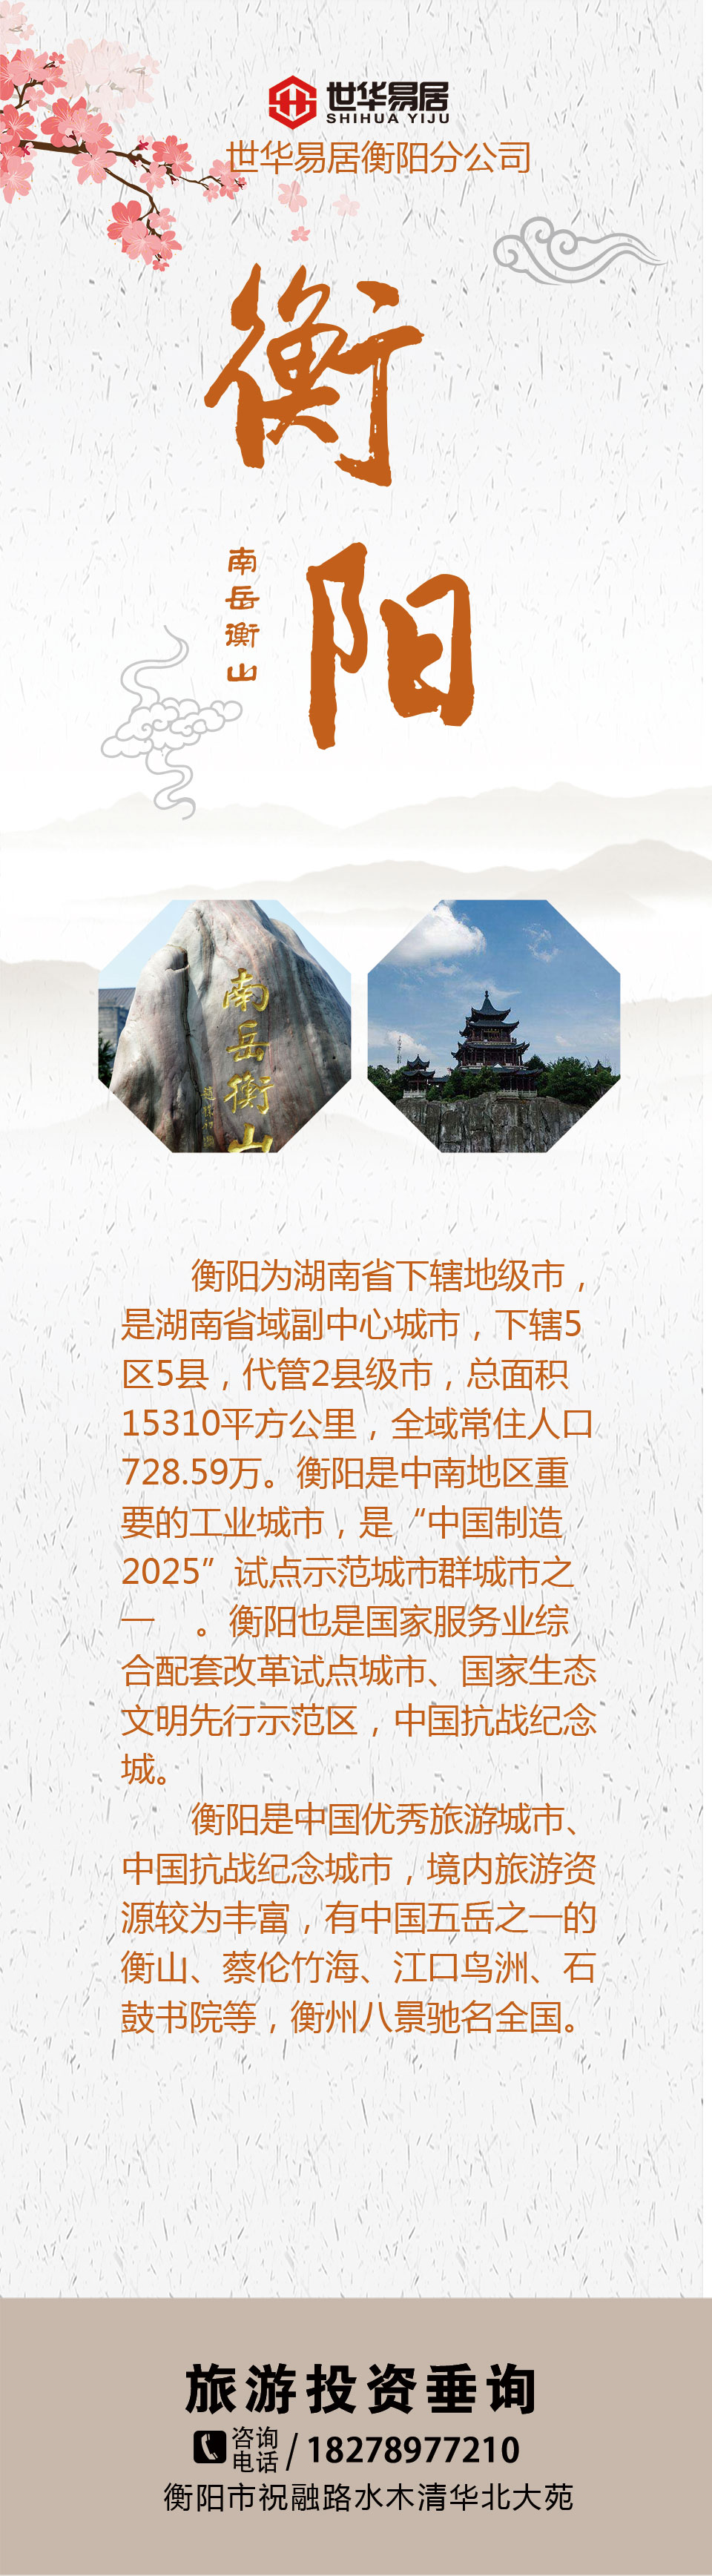 世华易居
SHIHUA YIJU
世华易居衡阳分公司
衡
阳
南岳衡山
南岳衡山
衡阳为湖南省下辖地级市，
是湖南省域副中心城市，下辖5
区5县，代管2县级市，总面积
15310平方公里，全域常住人口
728.59万。衡阳是中南地区重
要的工业城市，是“中国制造
2025”试点示范城市群城市之
一 。衡阳也是国家服务业综
合配套改革试点城市、国家生态
文明先行示范区，中国抗战纪念
城。
衡阳是中国优秀旅游城市、
中国抗战纪念城市，境内旅游资
源较为丰富，有中国五岳之一的
衡山、蔡伦竹海、江口鸟洲、石
鼓书院等，衡州八景驰名全国。
旅游投资垂询
咨询
电话/18278977210
衡阳市祝融路水木清华北大苑